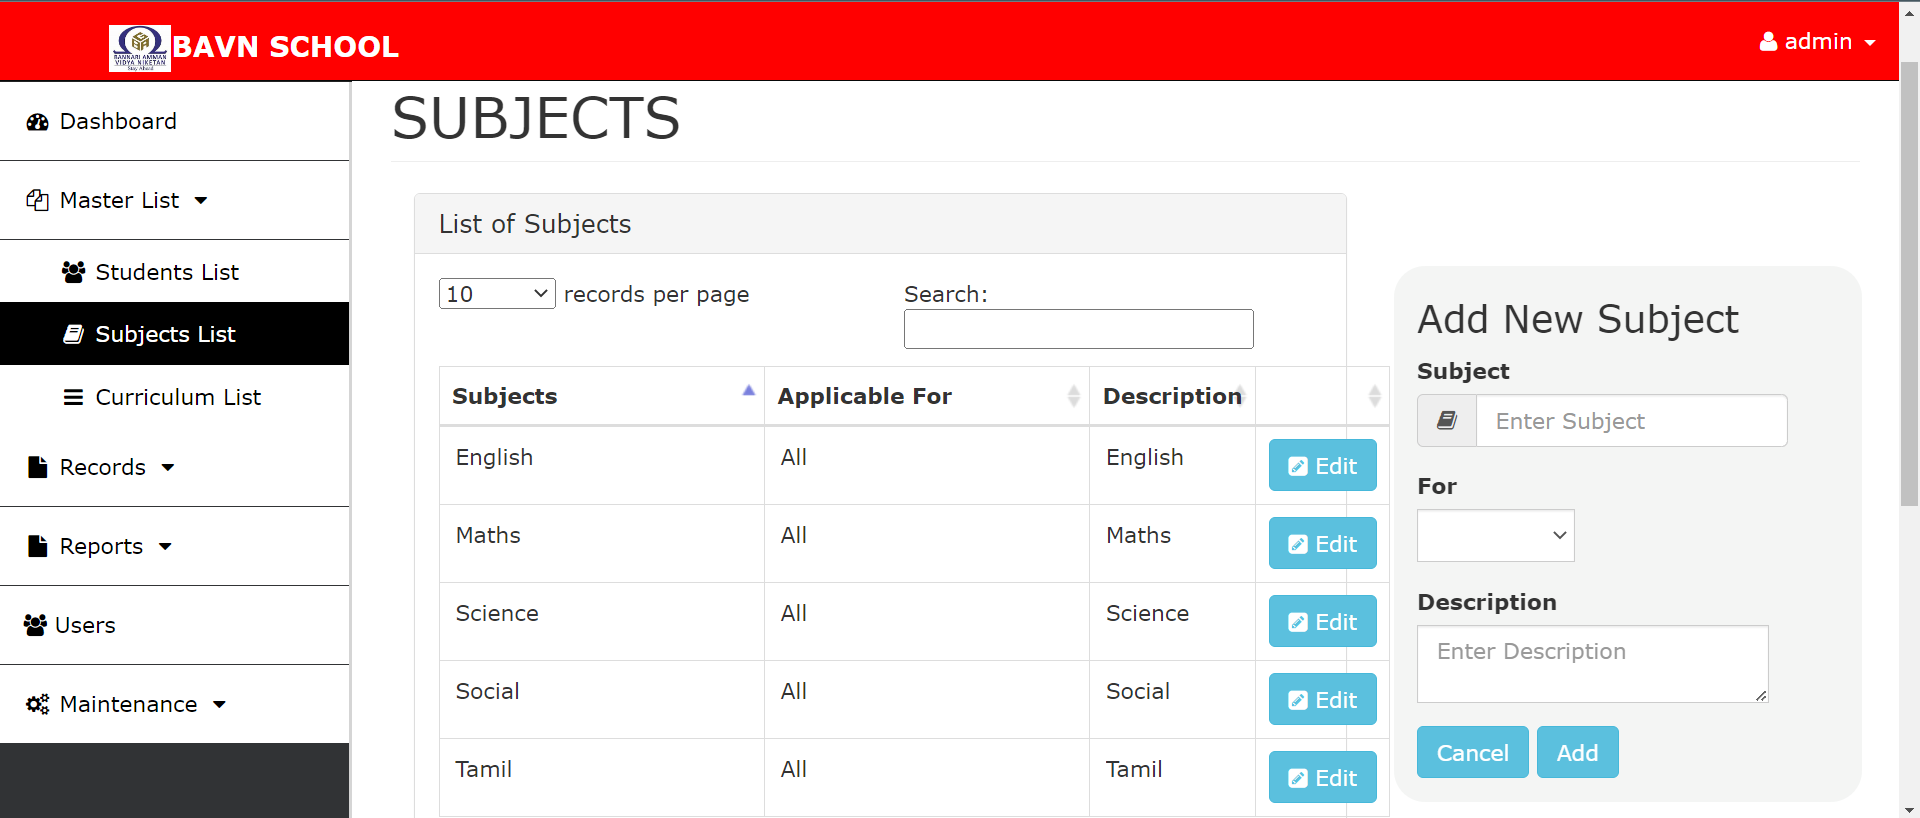 BANNARI AMMAN
VIDYA NIKETAN
Stay Ahead
BAVN SCHOOL
admin
Dashboard
Master List
Students List
Subjects List
Curriculum List
Records
Reports
Users
Maintenance
SUBJECTS
List of Subjects
10 records per page
Search:
Subjects Applicable For Description
English All English Edit
Maths All Maths Edit
Science All Science Edit
Social All Social Edit
Tamil All Tamil Edit
Add New Subject
Subject
Enter Subject
For
Description
Enter Description
Cancel Add